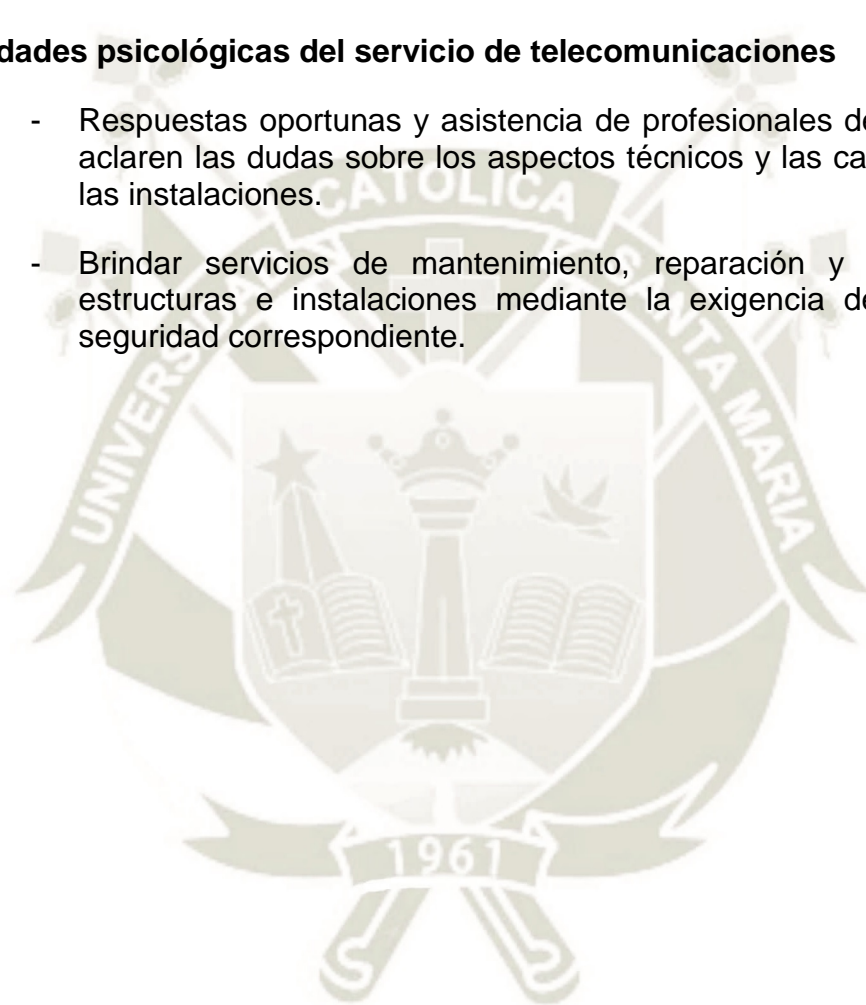 dades psicológicas del servicio de telecomunicaciones
- Respuestas oportunas y asistencia de profesionales de
aclaren las dudas sobre los aspectos técnicos y las ca
las instalaciones.
- Brindar servicios de mantenimiento, reparación y
estructuras e instalaciones mediante la exigencia de
seguridad correspondiente.
UNIVERSIDAD CATOLICA SANTA MARIA
1961